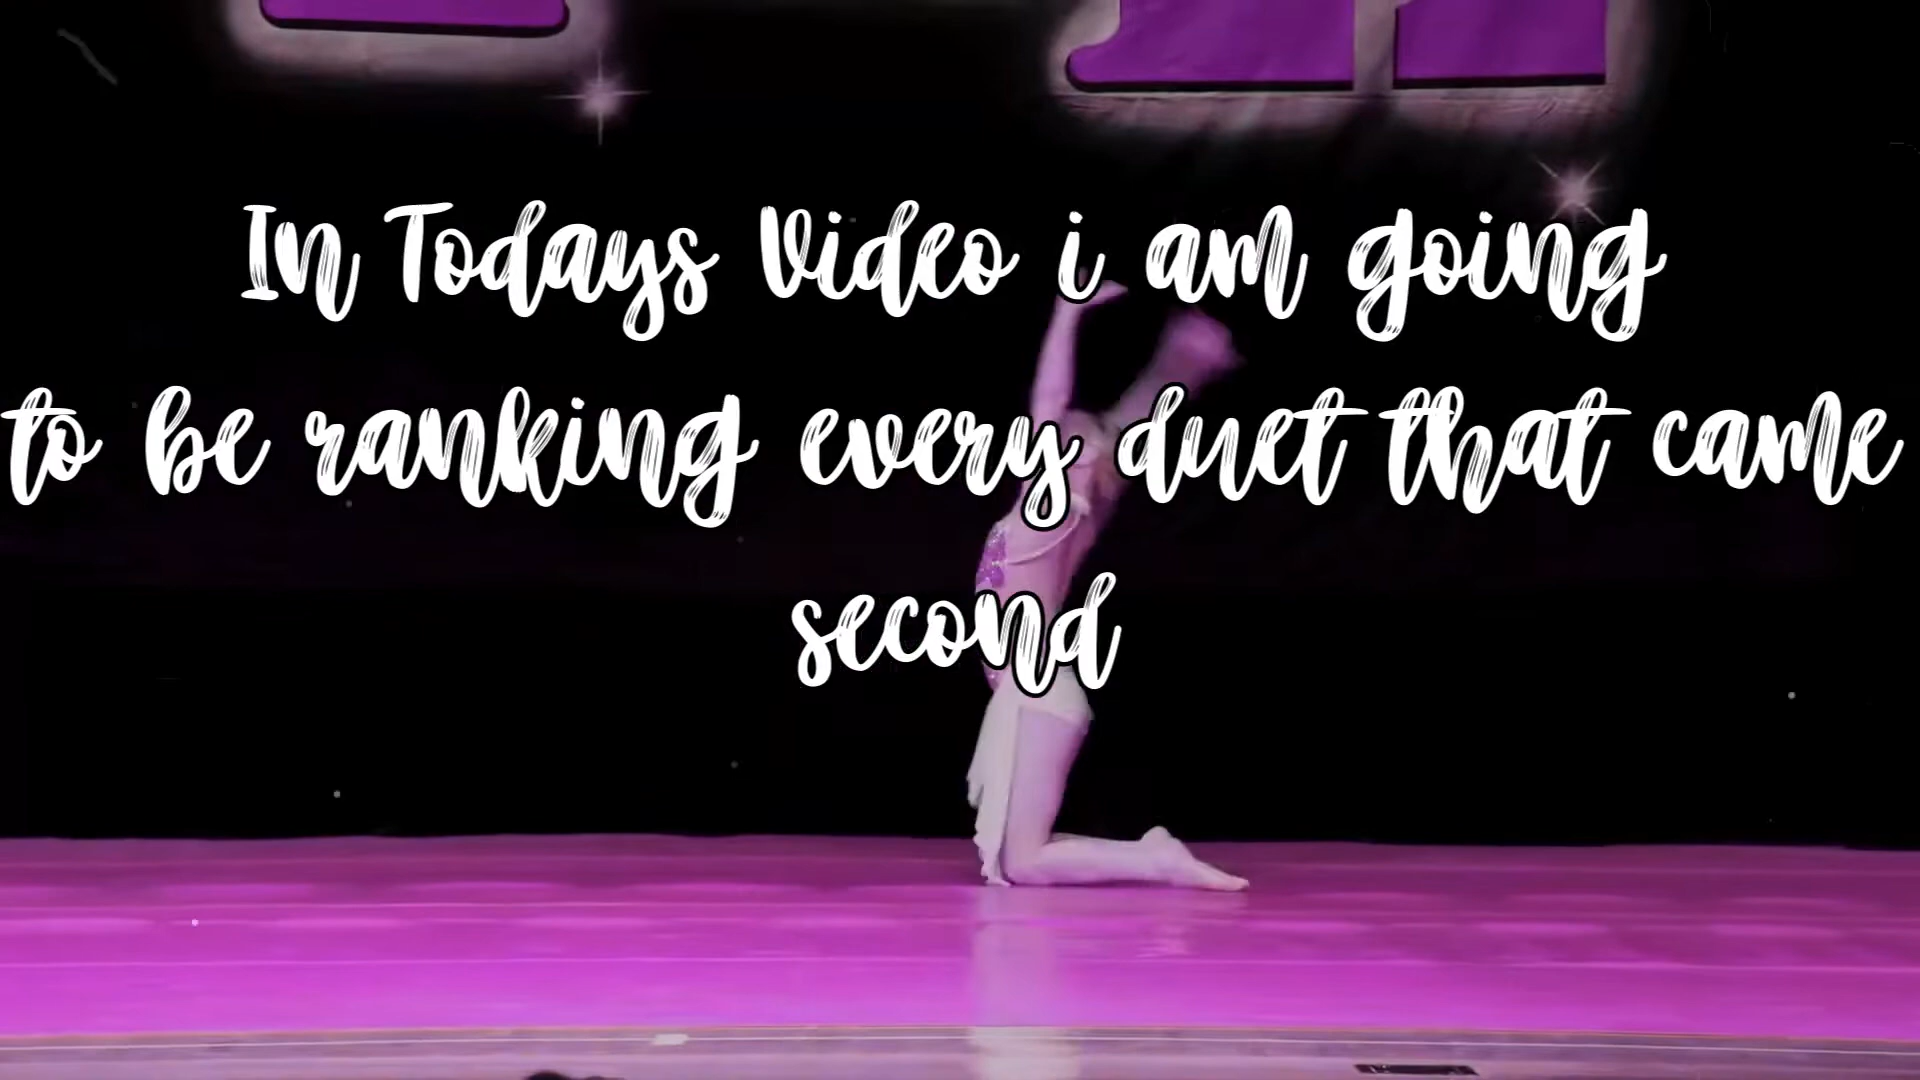 In Todays Video i am going
to be ranking every duet that came
second